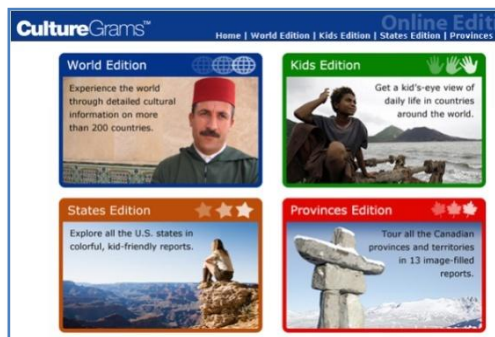 CultureGrams™
Online Edit
Home | World Edition | Kids Edition | States Edition | Provinces
World Edition
Experience the world
through detailed cultural
information on more
than 200 countries.
Kids Edition
Get a kid's-eye view of
daily life in countries
around the world.
States Edition
Explore all the U.S. states in
colorful, kid-friendly reports.
Provinces Edition
Tour all the Canadian
provinces and territories
in 13 image-filled
reports.